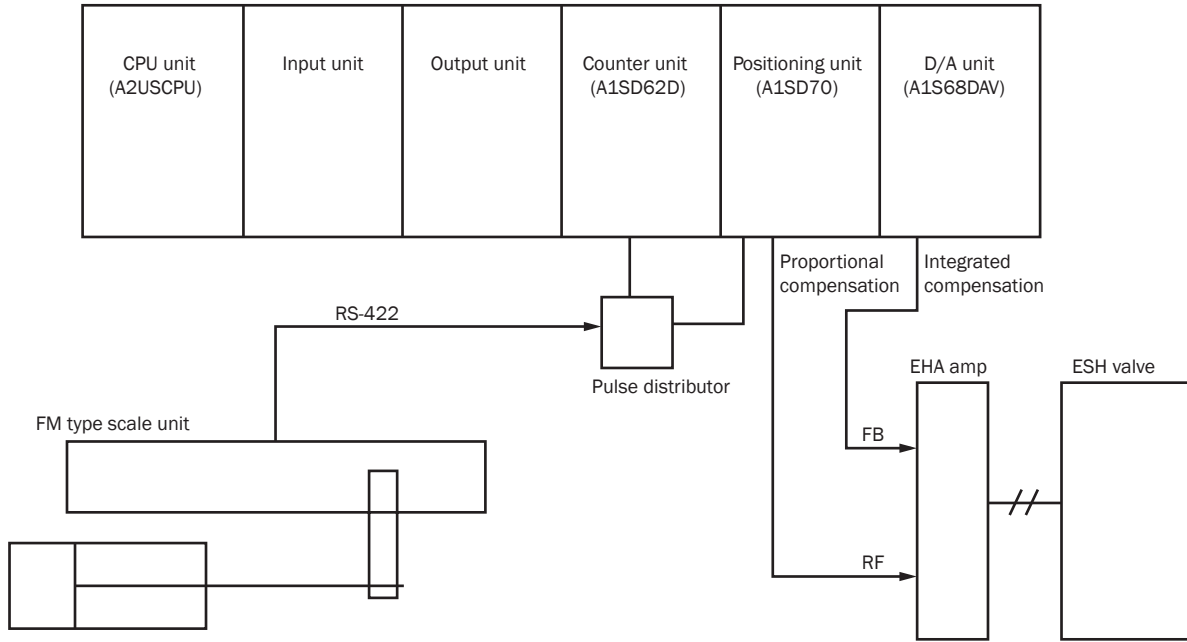 CPU unit
(A2USCPU)
Input unit
Output unit
Counter unit
(A1SD62D)
Positioning unit
(A1SD70)
D/A unit
(A1S68DAV)
Proportional
compensation
Integrated
compensation
RS-422
Pulse distributor
EHA amp
ESH valve
FM type scale unit
FB
RF